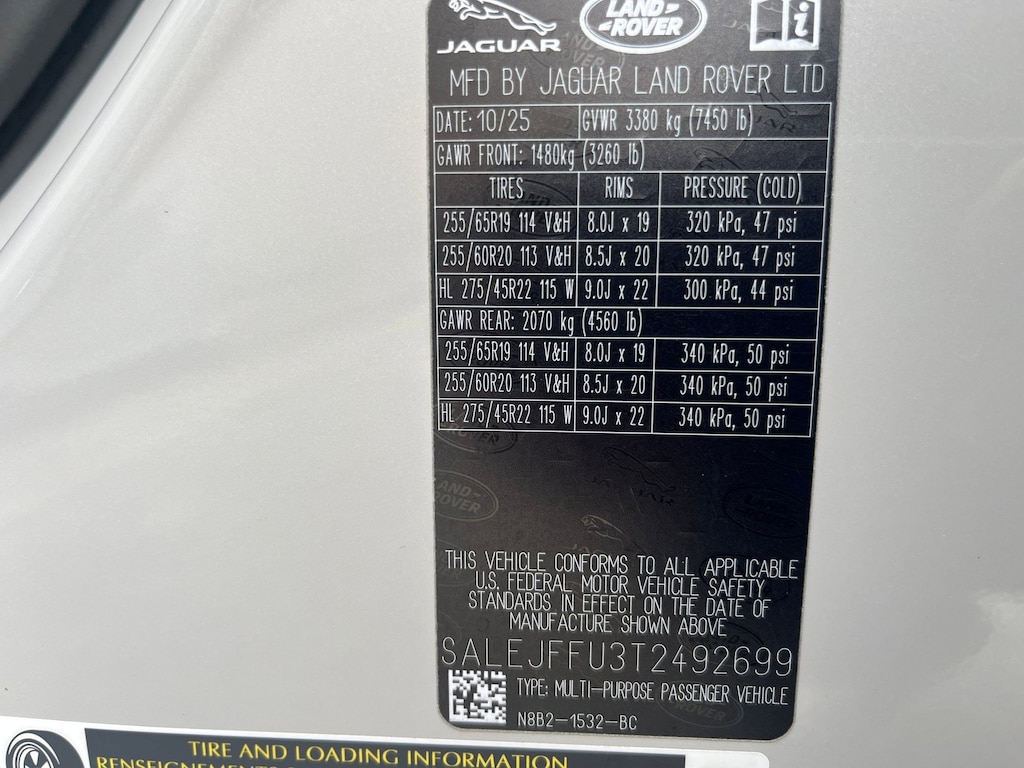 JAGUAR
LAND
ROVER
MFD BY JAGUAR LAND ROVER LTD
DATE: 10/25 GVWR 3380 kg (7450 lb)
GAWR FRONT: 1480kg (3260 lb)
TIRES RIMS PRESSURE (COLD)
255/65R19 114 V&H 8.0J x 19 320 kPa, 47 psi
255/60R20 113 V&H 8.5J x 20 320 kPa, 47 psi
HL 275/45R22 115 W 9.0J x 22 300 kPa, 44 psi
GAWR REAR: 2070 kg (4560 lb)
255/65R19 114 V&H 8.0J x 19 340 kPa, 50 psi
255/60R20 113 V&H 8.5J x 20 340 kPa, 50 psi
HL 275/45R22 115 W 9.0J x 22 340 kPa, 50 psi
THIS VEHICLE CONFORMS TO ALL APPLICABLE
U.S. FEDERAL MOTOR VEHICLE SAFETY
STANDARDS IN EFFECT ON THE DATE OF
MANUFACTURE SHOWN ABOVE
SALEJFFU3T2492699
TYPE: MULTI-PURPOSE PASSENGER VEHICLE
N8B2-1532-BC
TIRE AND LOADING INFORMATION